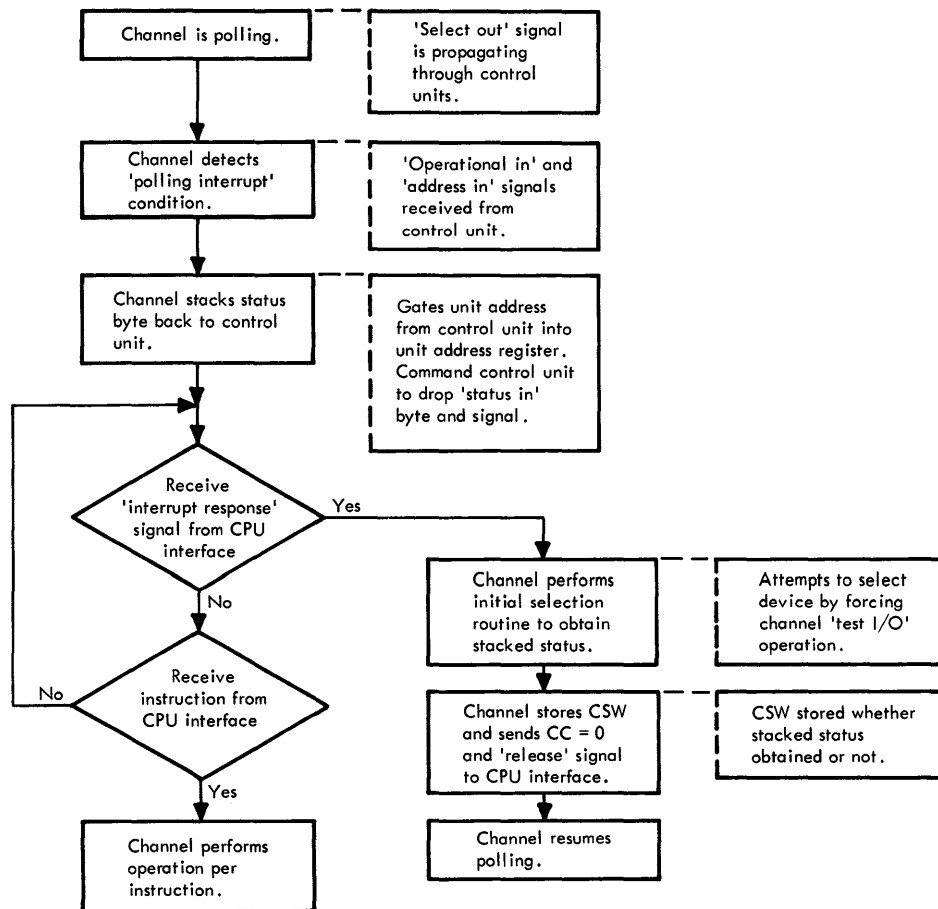 Channel is polling.
'Select out' signal
is propagating
through control
units.
Channel detects
'polling interrupt'
condition.
'Operational in' and
'address in' signals
received from
control unit.
Channel stacks status
byte back to control
unit.
Gates unit address
from control unit into
unit address register.
Command control unit
to drop 'status in'
byte and signal.
Receive
'interrupt response'
signal from CPU
interface
Yes
No
Channel performs
initial selection
routine to obtain
stacked status.
Attempts to select
device by forcing
channel 'test I/O'
operation.
Receive
instruction from
CPU interface
No
Yes
Channel stores CSW
and sends CC = 0
and 'release' signal
to CPU interface.
CSW stored whether
stacked status
obtained or not.
Channel performs
operation per
instruction.
Channel resumes
polling.